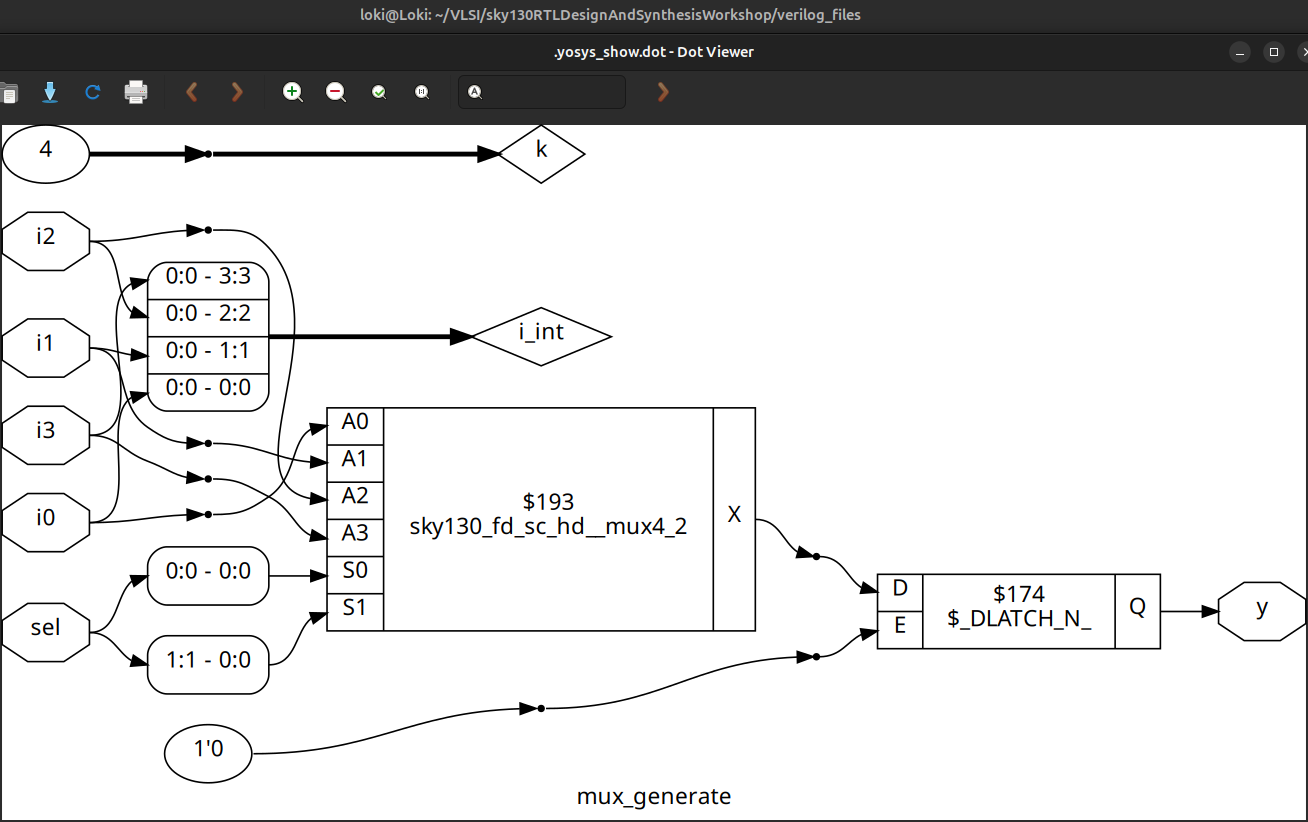 loki@Loki: ~/VLSI/sky130RTLDesignAndSynthesisWorkshop/verilog_files
.yosys_show.dot - Dot Viewer
4
k
i2
0:0 - 3:3
0:0 - 2:2
0:0 - 1:1
0:0 - 0:0
i_int
i1
i3
i0
sel
0:0 - 0:0
1:1 - 0:0
1'0
A0
A1
A2
A3
S0
S1
$193
sky130_fd_sc_hd__mux4_2
X
D
E
$174
$_DLATCH_N_
Q
y
mux_generate